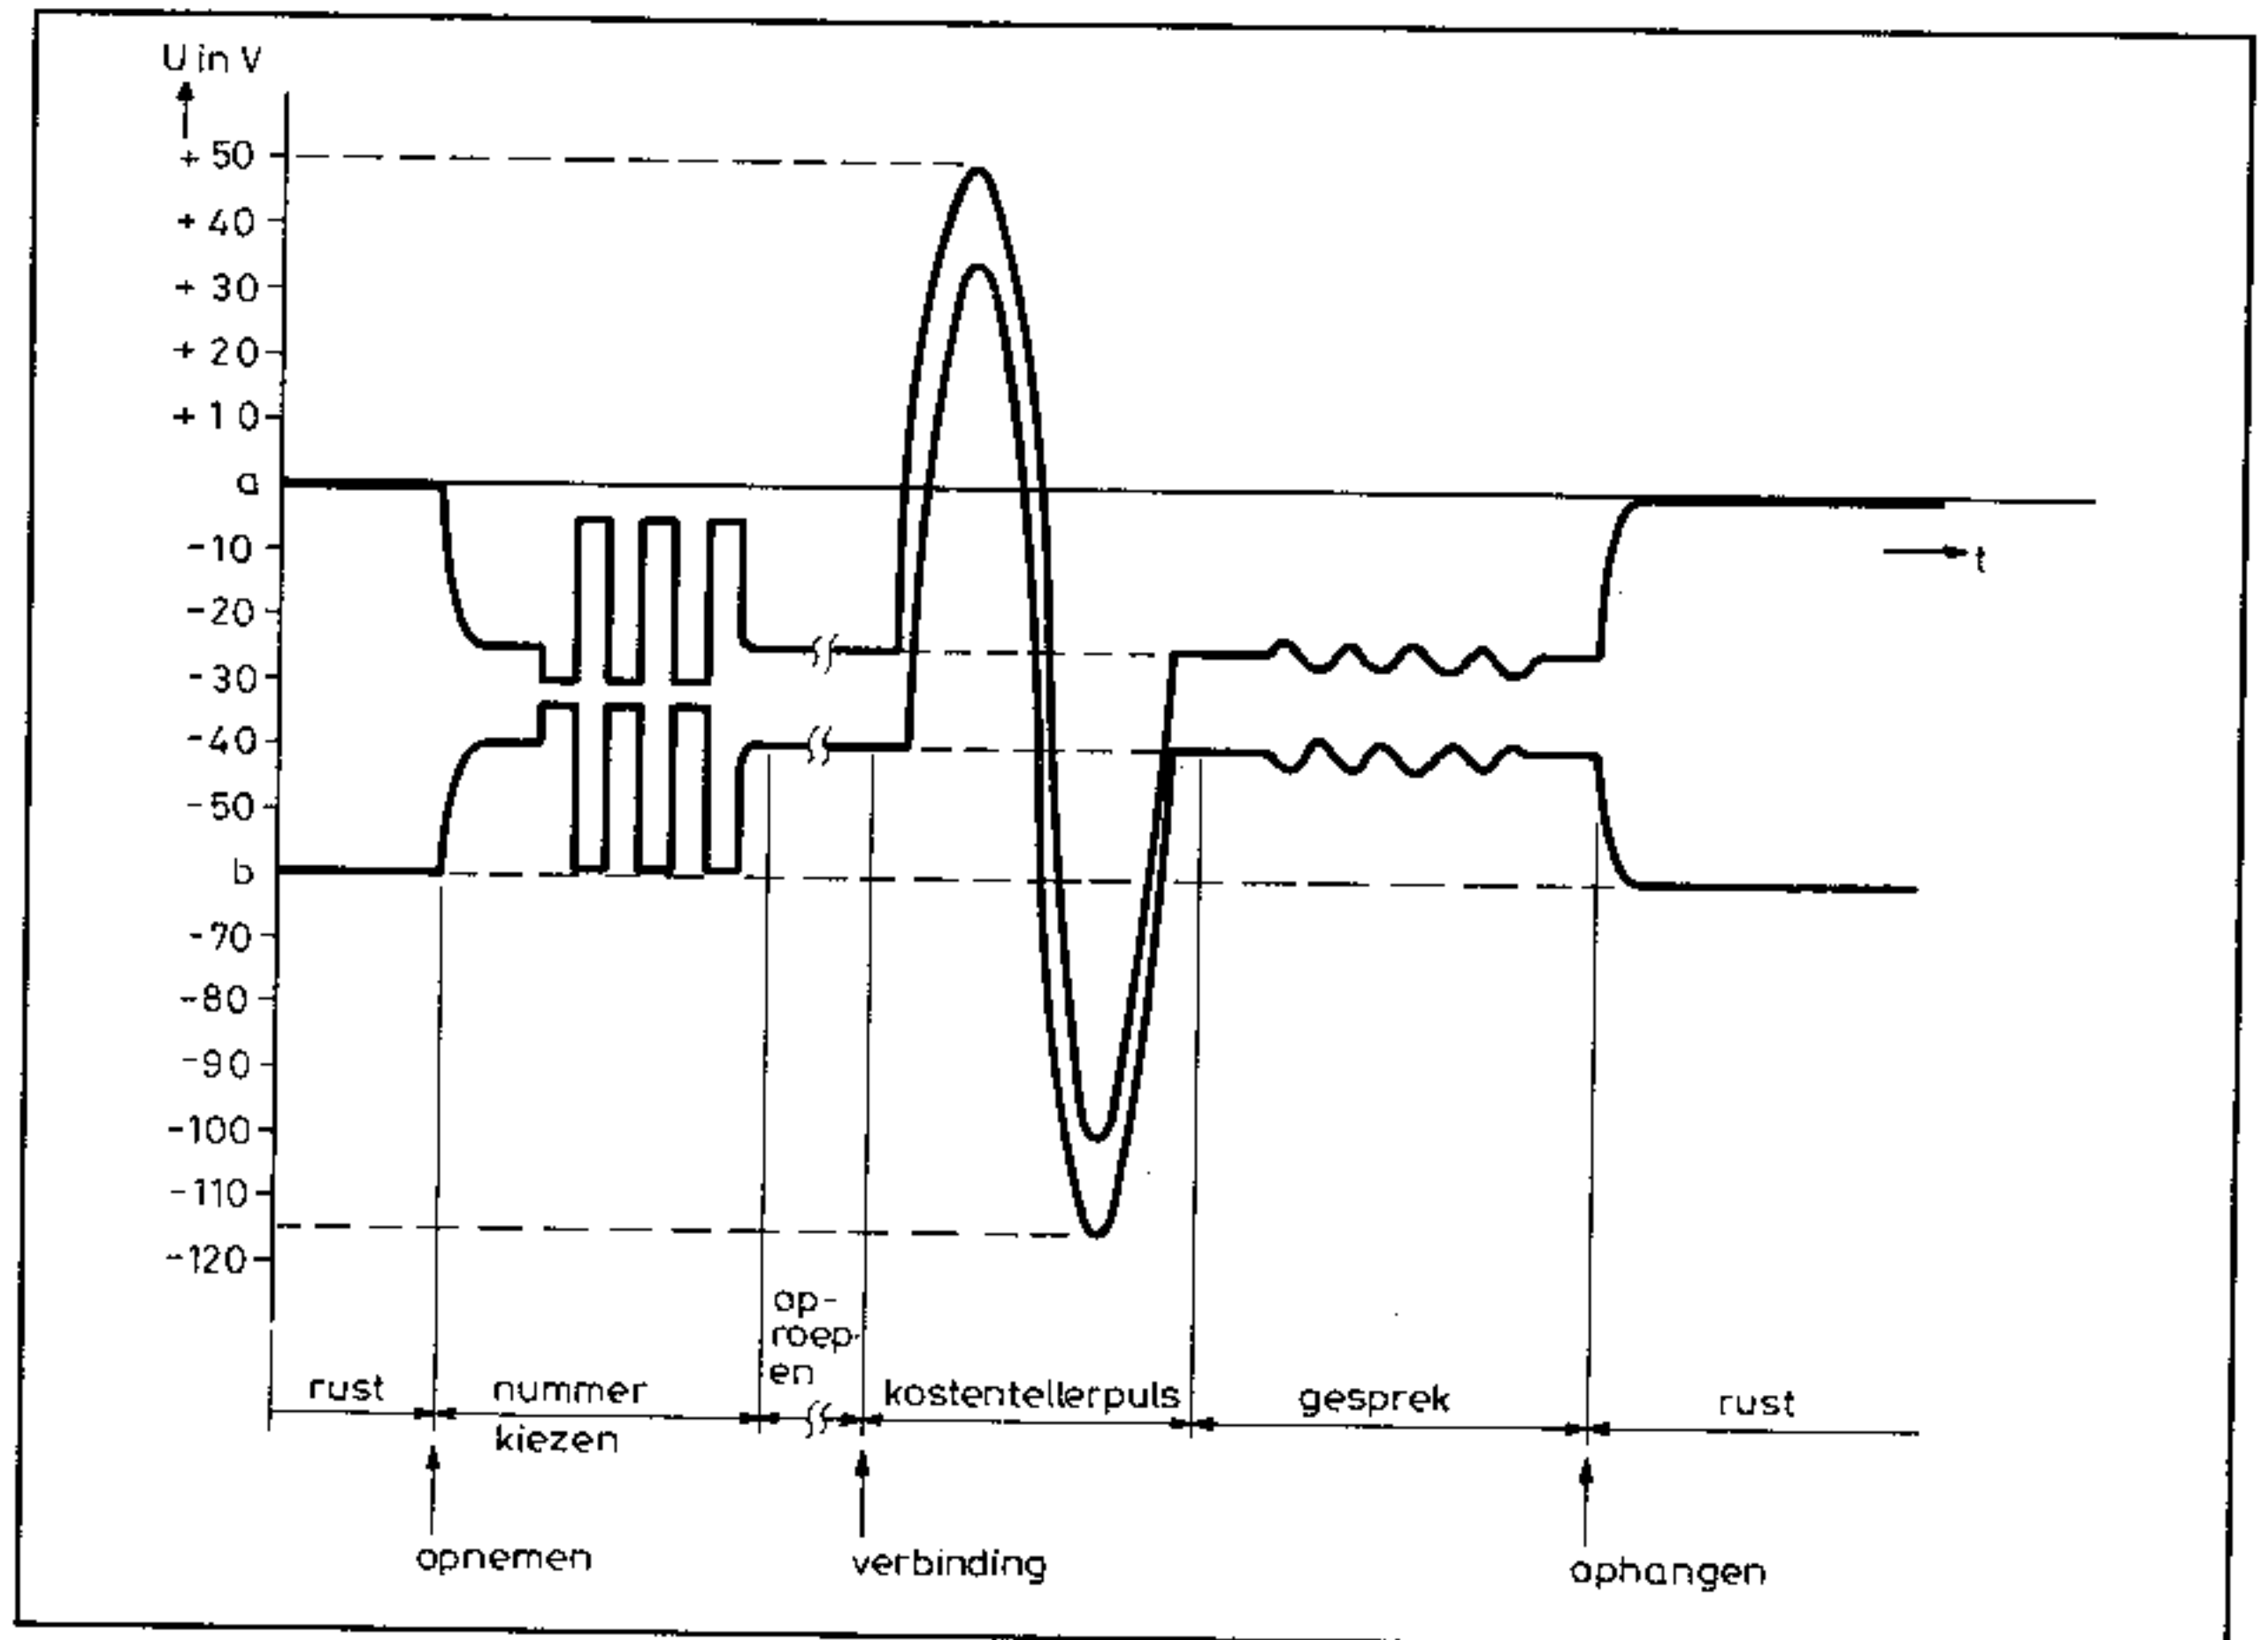 U in V
+ 50
+ 40
+ 30
+ 20
+ 10
a
-10
-20
-30
-40
-50
b
-70
-80
-90
-100
-110
-120
t
op-
roep-
en
rust
nummer
kiezen
kostentellerpuls
gesprek
rust
opnemen
verbinding
ophangen